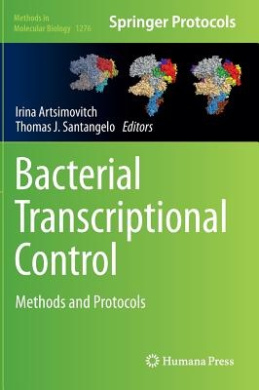 Methods in
Molecular Biology 1276
Springer Protocols
Irina Artsimovitch
Thomas J. Santangelo Editors
Bacterial
Transcriptional
Control
Methods and Protocols
Humana Press